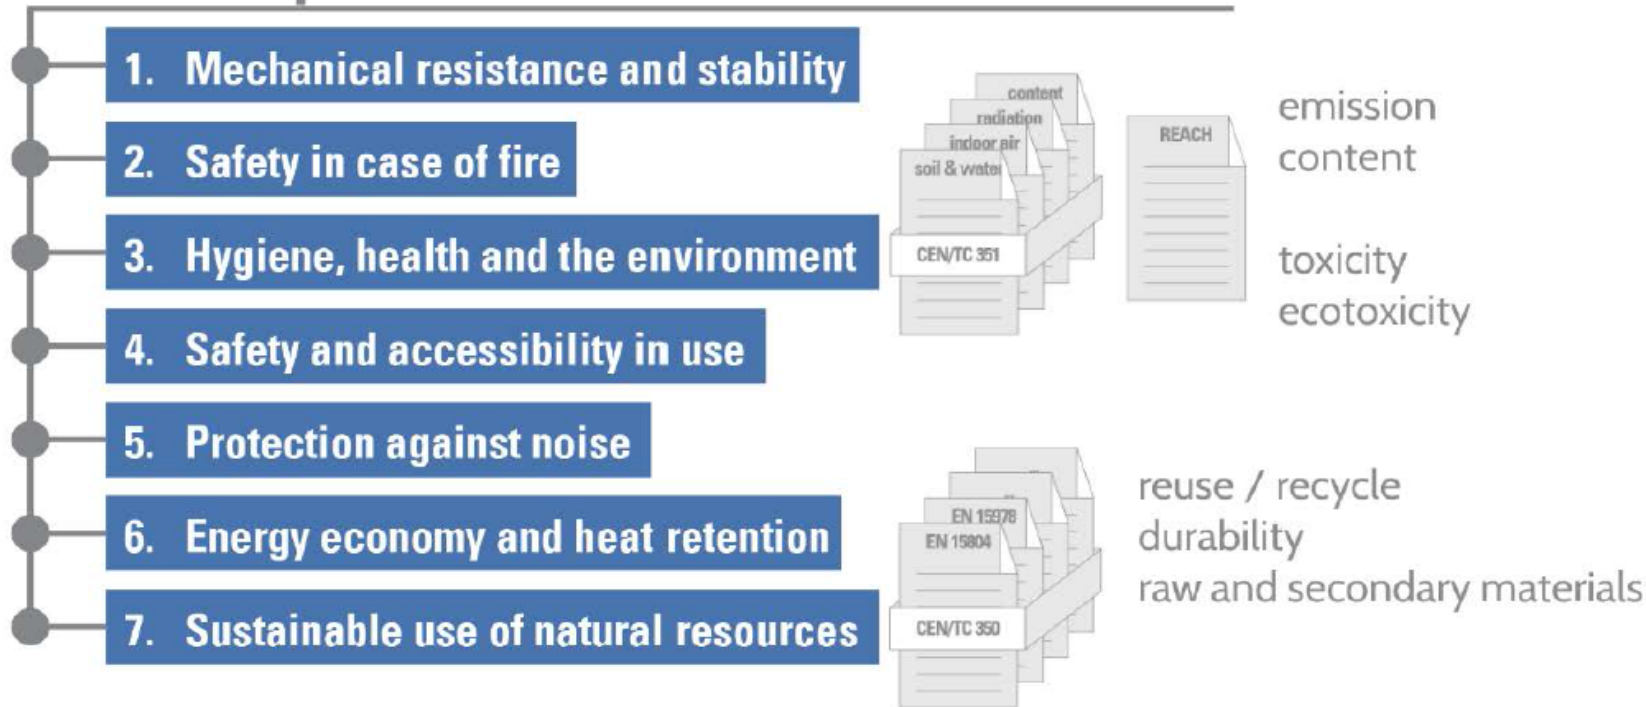 1. Mechanical resistance and stability
2. Safety in case of fire
3. Hygiene, health and the environment
4. Safety and accessibility in use
5. Protection against noise
6. Energy economy and heat retention
7. Sustainable use of natural resources
content
radiation
indoor air
soil & water
CEN/TC 351
REACH
emission
content
toxicity
ecotoxicity
EN 15978
EN 15804
CEN/TC 350
reuse / recycle
durability
raw and secondary materials